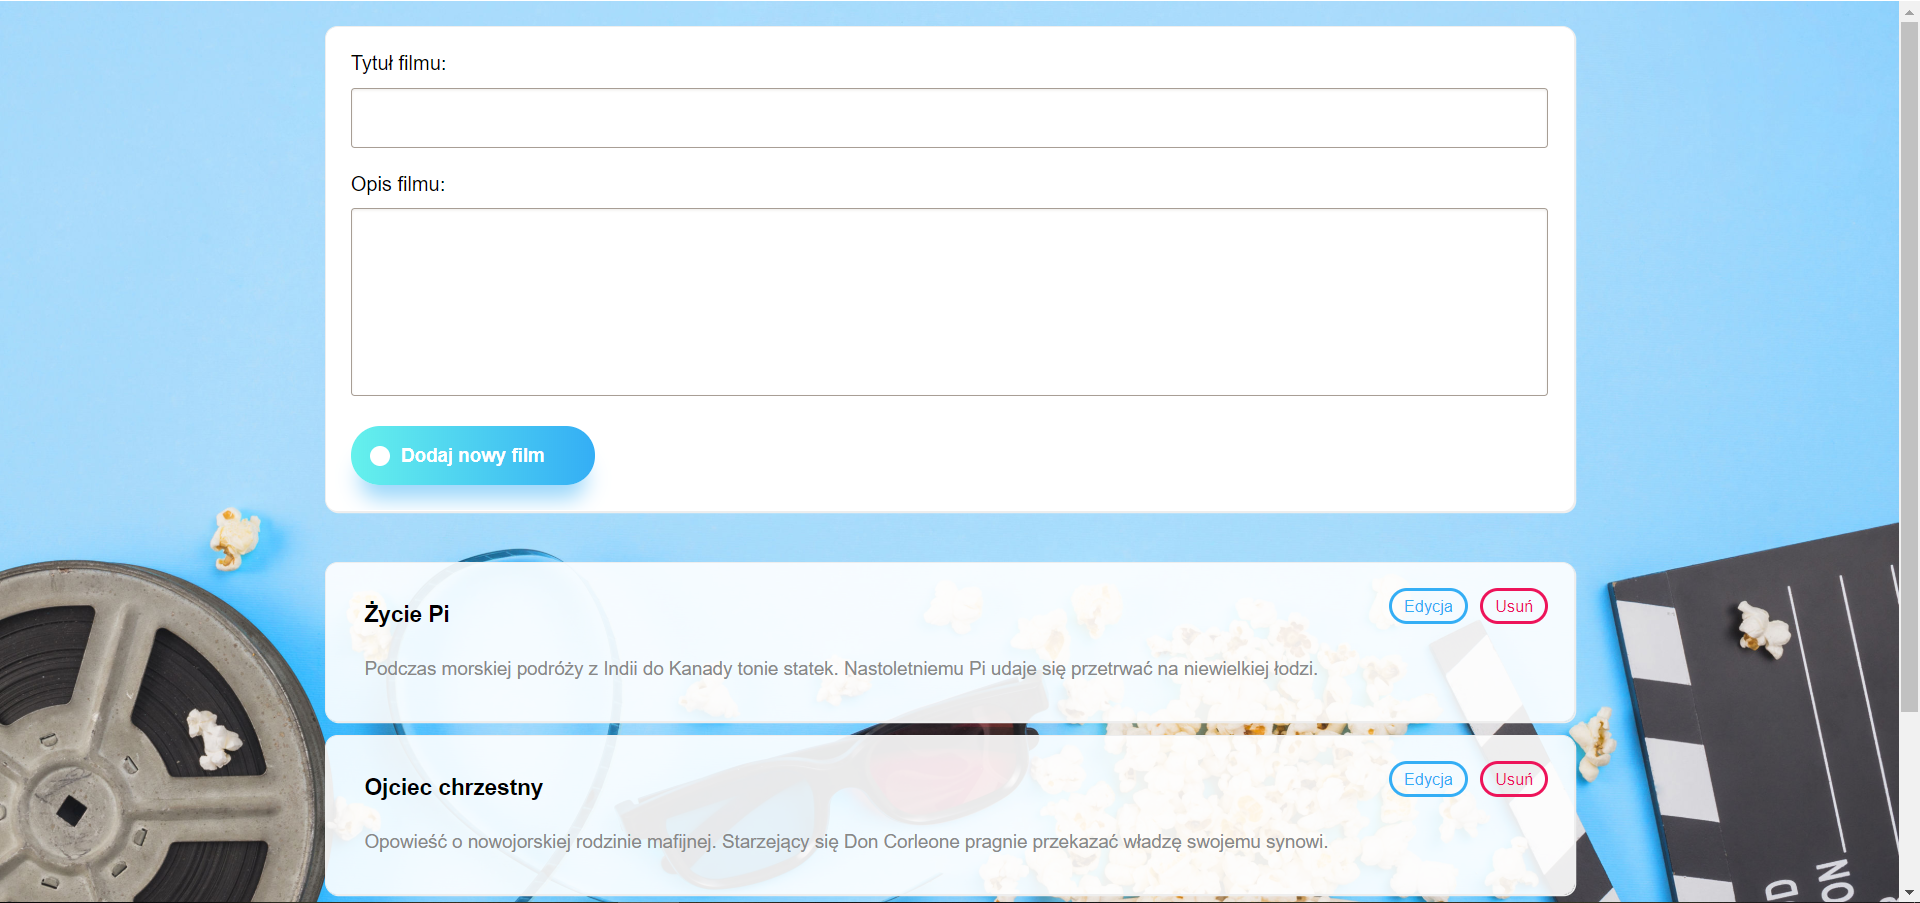 Tytuł filmu:
Opis filmu:
Dodaj nowy film
Życie Pi
Edycja
Usuń
Podczas morskiej podróży z Indii do Kanady tonie statek. Nastoletniemu Pi udaje się przetrwać na niewielkiej łodzi.
Ojciec chrzestny
Edycja
Usuń
Opowieść o nowojorskiej rodzinie mafijnej. Starzejący się Don Corleone pragnie przekazać władzę swojemu synowi.